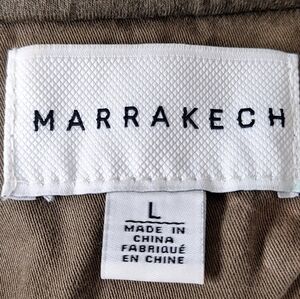 MARRAKECH
L
MADE IN
CHINA
FABRIQUÉ
EN CHINE